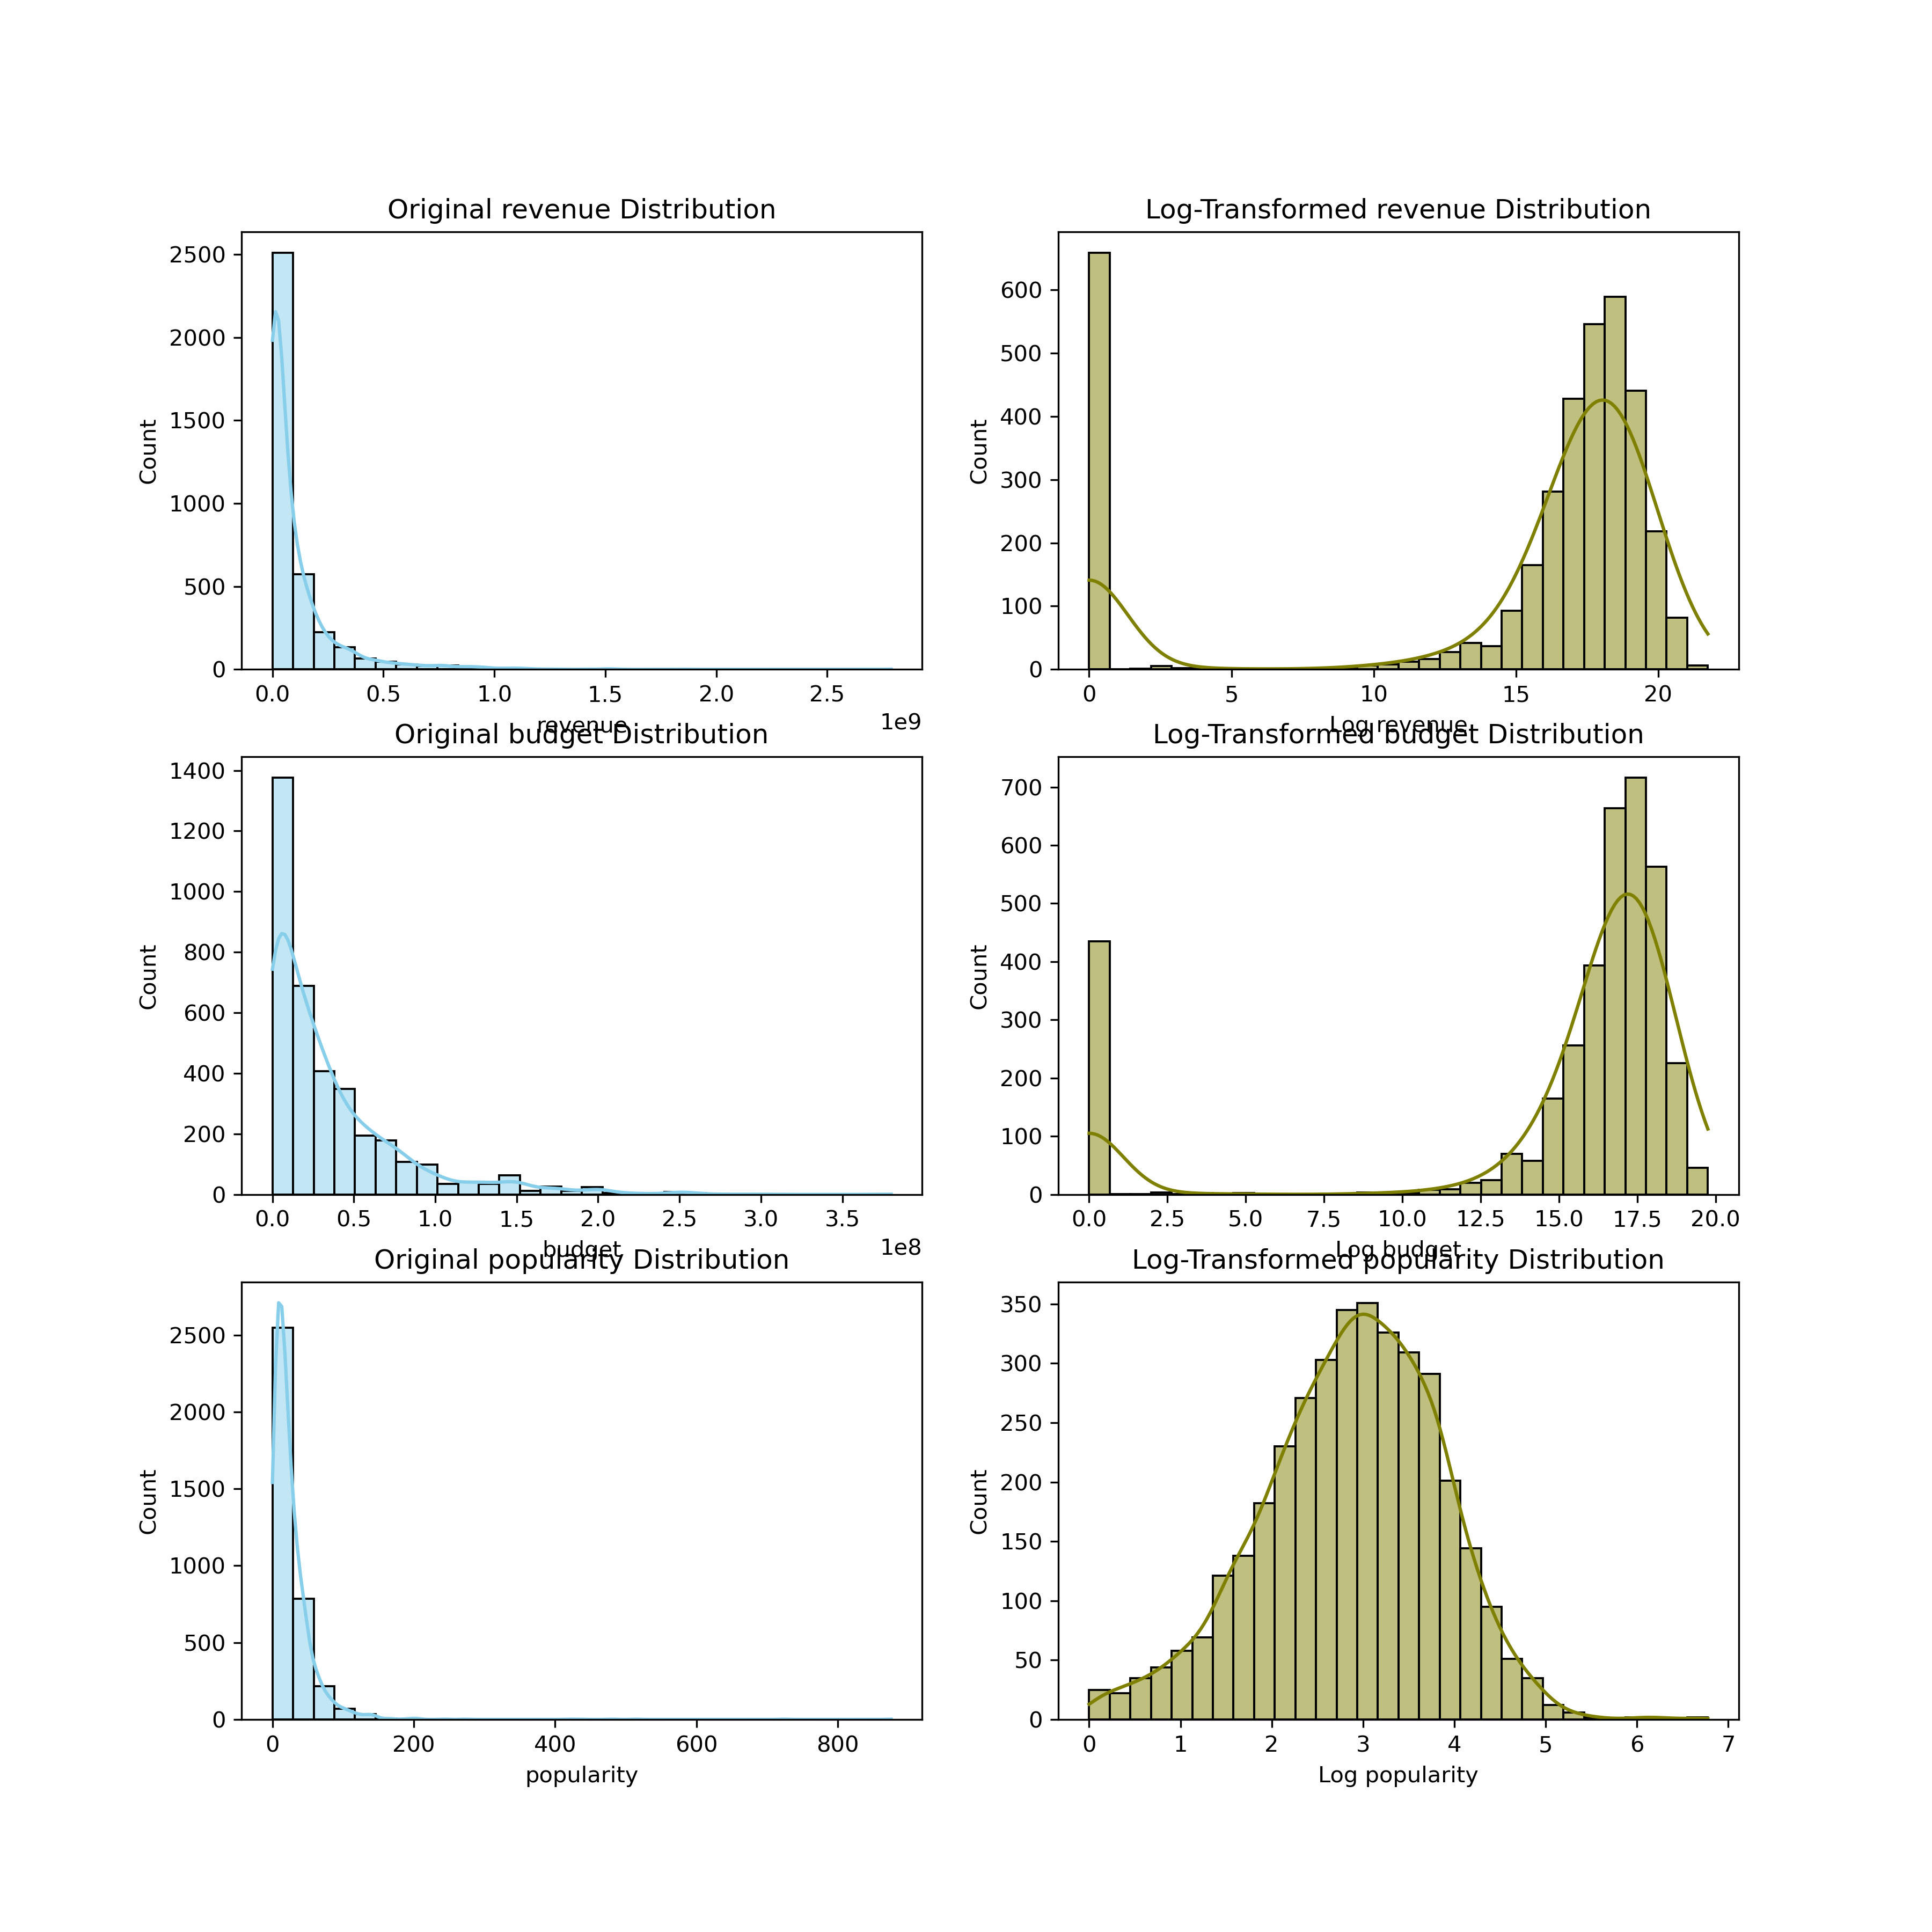 Original revenue Distribution
Count
2500
2000
1500
1000
500
0
0.0 0.5 1.0 1.5 2.0 2.5
1e9
revenue
Log-Transformed revenue Distribution
Count
600
500
400
300
200
100
0
0 5 10 15 20
Log revenue
Original budget Distribution
Count
1400
1200
1000
800
600
400
200
0
0.0 0.5 1.0 1.5 2.0 2.5 3.0 3.5
1e8
budget
Log-Transformed budget Distribution
Count
700
600
500
400
300
200
100
0
0.0 2.5 5.0 7.5 10.0 12.5 15.0 17.5 20.0
Log budget
Original popularity Distribution
Count
2500
2000
1500
1000
500
0
0 200 400 600 800
popularity
Log-Transformed popularity Distribution
Count
350
300
250
200
150
100
50
0
0 1 2 3 4 5 6 7
Log popularity